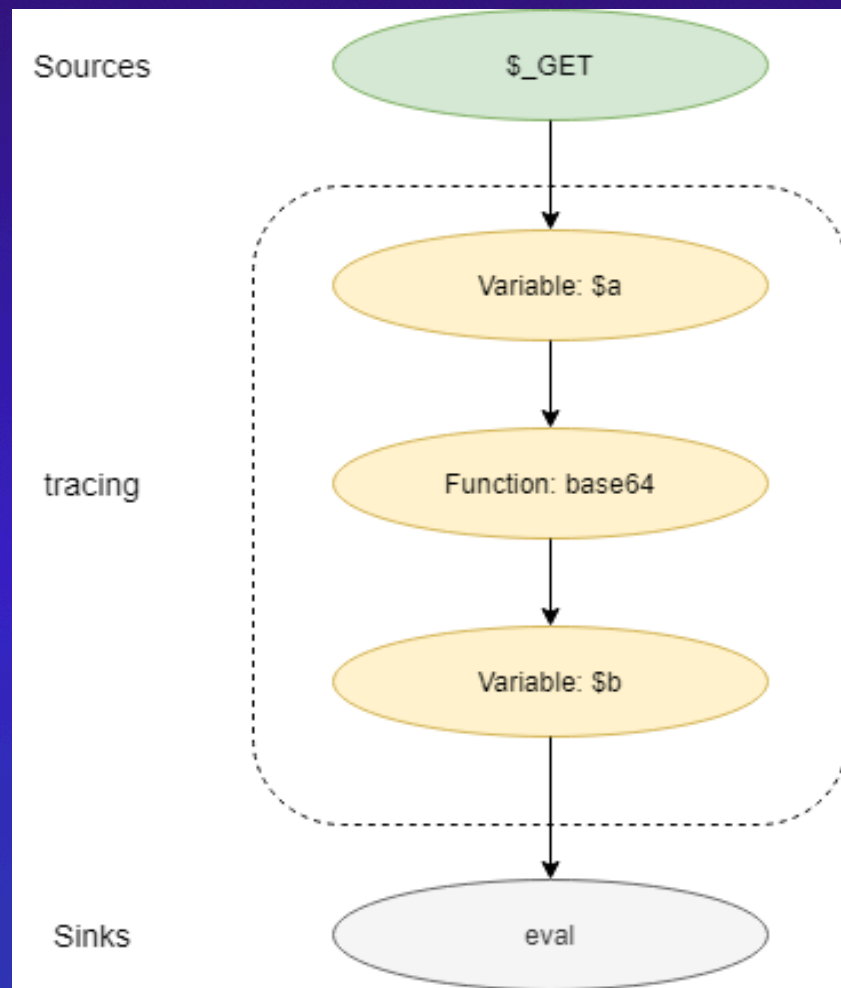 Sources
$_GET
Variable: $a
tracing
Function: base64
Variable: $b
Sinks
eval